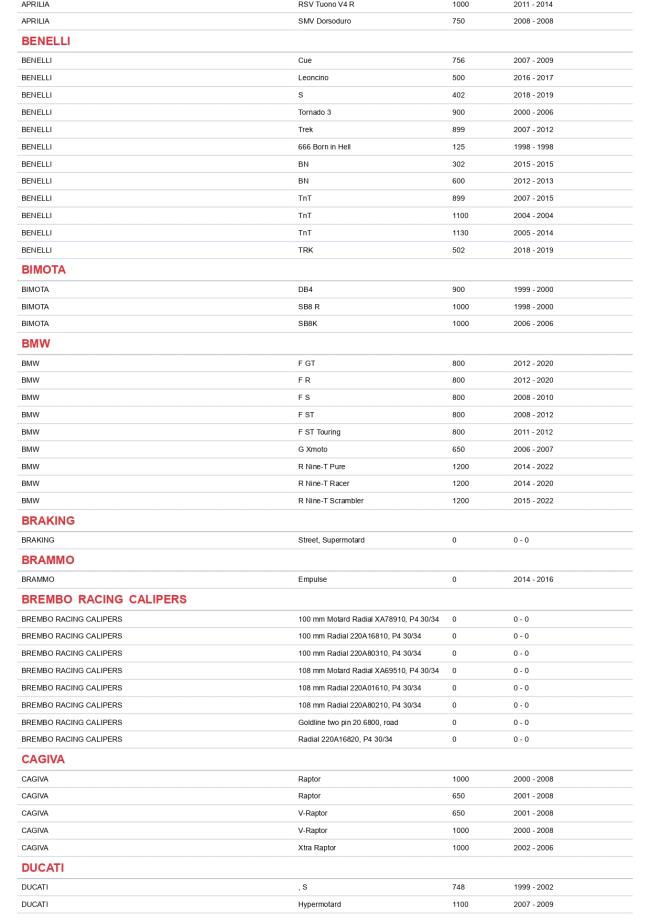 APRILIA RSV Tuono V4 R 1000 2011 - 2014
APRILIA SMV Dorsoduro 750 2008 - 2008
BENELLI
BENELLI Cue 756 2007 - 2009
BENELLI Leoncino 500 2016 - 2017
BENELLI S 402 2018 - 2019
BENELLI Tornado 3 900 2000 - 2006
BENELLI Trek 899 2007 - 2012
BENELLI 666 Born in Hell 125 1998 - 1998
BENELLI BN 302 2015 - 2015
BENELLI BN 600 2012 - 2013
BENELLI TnT 899 2007 - 2015
BENELLI TnT 1100 2004 - 2004
BENELLI TnT 1130 2005 - 2014
BENELLI TRK 502 2018 - 2019
BIMOTA
BIMOTA DB4 900 1999 - 2000
BIMOTA SB8 R 1000 1998 - 2000
BIMOTA SB8K 1000 2006 - 2006
BMW
BMW F GT 800 2012 - 2020
BMW F R 800 2012 - 2020
BMW F S 800 2008 - 2010
BMW F ST 800 2008 - 2012
BMW F ST Touring 800 2011 - 2012
BMW G Xmoto 650 2006 - 2007
BMW R Nine-T Pure 1200 2014 - 2022
BMW R Nine-T Racer 1200 2014 - 2020
BMW R Nine-T Scrambler 1200 2015 - 2022
BRAKING
BRAKING Street, Supermotard 0 0 - 0
BRAMMO
BRAMMO Empulse 0 2014 - 2016
BREMBO RACING CALIPERS
BREMBO RACING CALIPERS 100 mm Motard Radial XA78910, P4 30/34 0 0 - 0
BREMBO RACING CALIPERS 100 mm Radial 220A16810, P4 30/34 0 0 - 0
BREMBO RACING CALIPERS 100 mm Radial 220A80310, P4 30/34 0 0 - 0
BREMBO RACING CALIPERS 108 mm Motard Radial XA69510, P4 30/34 0 0 - 0
BREMBO RACING CALIPERS 108 mm Radial 220A01610, P4 30/34 0 0 - 0
BREMBO RACING CALIPERS 108 mm Radial 220A80210, P4 30/34 0 0 - 0
BREMBO RACING CALIPERS Goldline two pin 20.6800, road 0 0 - 0
BREMBO RACING CALIPERS Radial 220A16820, P4 30/34 0 0 - 0
CAGIVA
CAGIVA Raptor 1000 2000 - 2008
CAGIVA Raptor 650 2001 - 2008
CAGIVA V-Raptor 650 2001 - 2008
CAGIVA V-Raptor 1000 2000 - 2008
CAGIVA Xtra Raptor 1000 2002 - 2006
DUCATI
DUCATI , S 748 1999 - 2002
DUCATI Hypermotard 1100 2007 - 2009